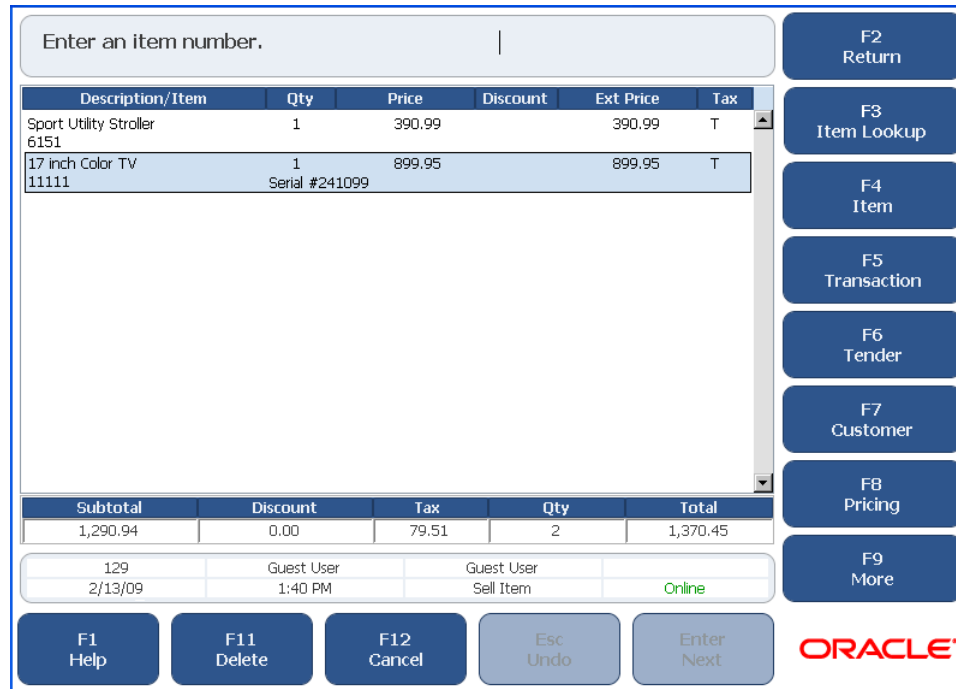 Enter an item number.
Description/Item Qty Price Discount Ext Price Tax
Sport Utility Stroller 1 390.99 390.99 T
6151
17 inch Color TV 1 899.95 899.95 T
11111 Serial #241099
Subtotal Discount Tax Qty Total
1,290.94 0.00 79.51 2 1,370.45
129 Guest User Guest User
2/13/09 1:40 PM Sell Item Online
F1
Help
F11
Delete
F12
Cancel
Esc
Undo
Enter
Next
F2
Return
F3
Item Lookup
F4
Item
F5
Transaction
F6
Tender
F7
Customer
F8
Pricing
F9
More
ORACLE